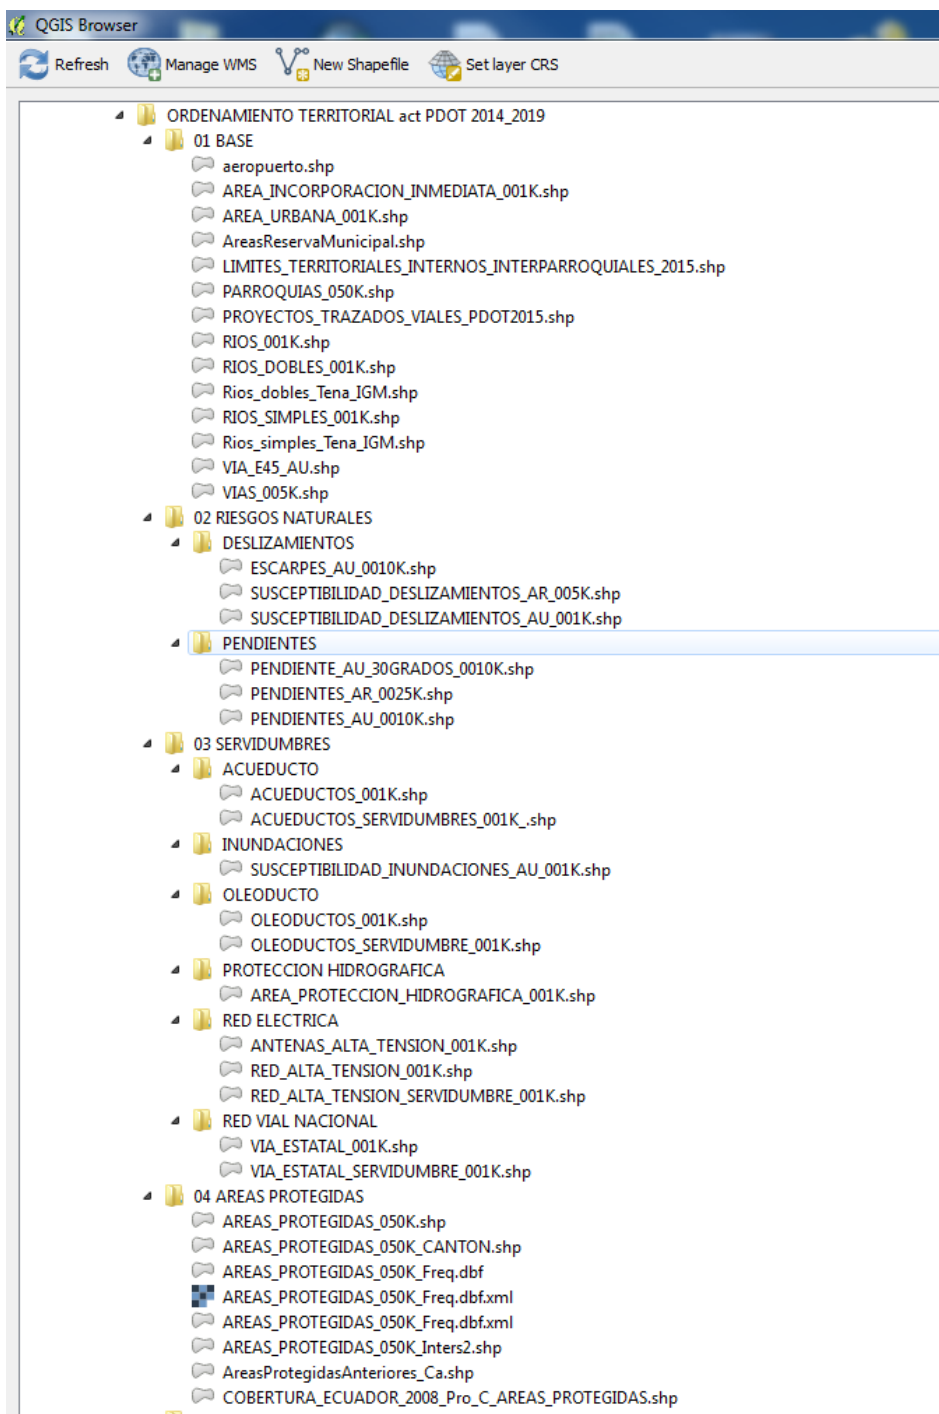 QGIS Browser
Refresh Manage WMS New Shapefile Set layer CRS
ORDENAMIENTO TERRITORIAL act PDOT 2014_2019
01 BASE
aeropuerto.shp
AREA_INCORPORACION_INMEDIATA_001K.shp
AREA_URBANA_001K.shp
AreasReservaMunicipal.shp
LIMITES_TERRITORIALES_INTERNOS_INTERPARROQUIALES_2015.shp
PARROQUIAS_050K.shp
PROYECTOS_TRAZADOS_VIALES_PDOT2015.shp
RIOS_001K.shp
RIOS_DOBLES_001K.shp
Rios_dobles_Tena_IGM.shp
RIOS_SIMPLES_001K.shp
Rios_simples_Tena_IGM.shp
VIA_E45_AU.shp
VIAS_005K.shp
02 RIESGOS NATURALES
DESLIZAMIENTOS
ESCARPES_AU_0010K.shp
SUSCEPTIBILIDAD_DESLIZAMIENTOS_AR_005K.shp
SUSCEPTIBILIDAD_DESLIZAMIENTOS_AU_001K.shp
PENDIENTES
PENDIENTE_AU_30GRADOS_0010K.shp
PENDIENTES_AR_0025K.shp
PENDIENTES_AU_0010K.shp
03 SERVIDUMBRES
ACUEDUCTO
ACUEDUCTOS_001K.shp
ACUEDUCTOS_SERVIDUMBRES_001K_.shp
INUNDACIONES
SUSCEPTIBILIDAD_INUNDACIONES_AU_001K.shp
OLEODUCTO
OLEODUCTOS_001K.shp
OLEODUCTOS_SERVIDUMBRE_001K.shp
PROTECCION HIDROGRAFICA
AREA_PROTECCION_HIDROGRAFICA_001K.shp
RED ELECTRICA
ANTENAS_ALTA_TENSION_001K.shp
RED_ALTA_TENSION_001K.shp
RED_ALTA_TENSION_SERVIDUMBRE_001K.shp
RED VIAL NACIONAL
VIA_ESTATAL_001K.shp
VIA_ESTATAL_SERVIDUMBRE_001K.shp
04 AREAS PROTEGIDAS
AREAS_PROTEGIDAS_050K.shp
AREAS_PROTEGIDAS_050K_CANTON.shp
AREAS_PROTEGIDAS_050K_Freq.dbf
AREAS_PROTEGIDAS_050K_Freq.dbf.xml
AREAS_PROTEGIDAS_050K_Freq.dbf.xml
AREAS_PROTEGIDAS_050K_Inters2.shp
AreasProtegidasAnteriores_Ca.shp
COBERTURA_ECUADOR_2008_Pro_C_AREAS_PROTEGIDAS.shp